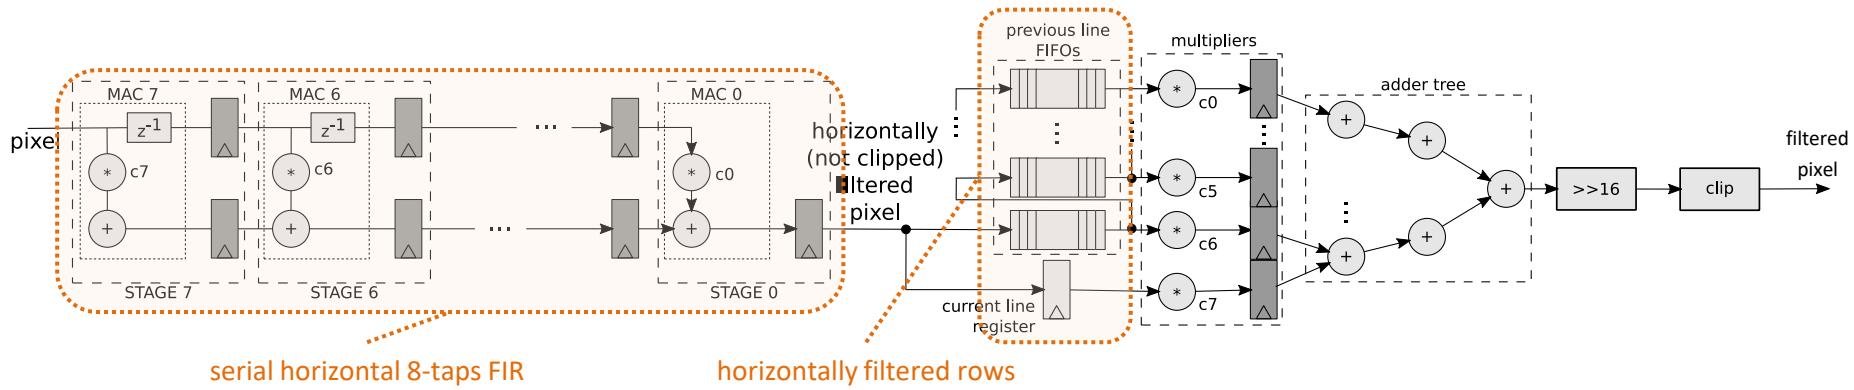 pixel
MAC 7
z-1
c7
*
+
STAGE 7
MAC 6
z-1
c6
*
+
STAGE 6
...
...
MAC 0
c0
*
+
STAGE 0
horizontally
(not clipped)
filtered
pixel
previous line
FIFOs
current line
register
multipliers
* c0
* c5
* c6
* c7
adder tree
+
+
+
+
+
>>16
clip
filtered
pixel
serial horizontal 8-taps FIR
horizontally filtered rows